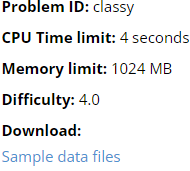 Problem ID: classy
CPU Time limit: 4 seconds
Memory limit: 1024 MB
Difficulty: 4.0
Download:
Sample data files